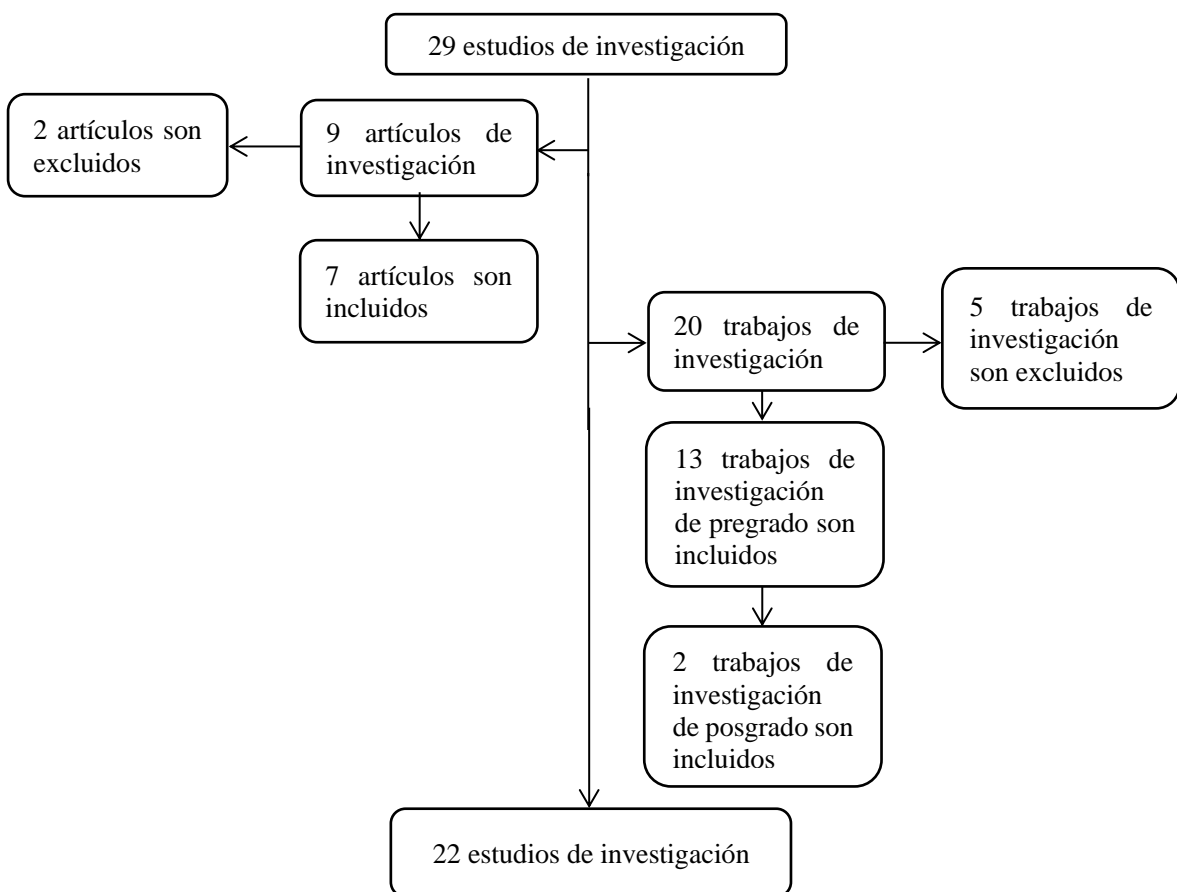 29 estudios de investigación
2 artículos son
excluidos
9 artículos de
investigación
7 artículos son
incluidos
20 trabajos de
investigación
5 trabajos de
investigación
son excluidos
13 trabajos de
investigación
de pregrado son
incluidos
2 trabajos de
investigación
de posgrado son
incluidos
22 estudios de investigación